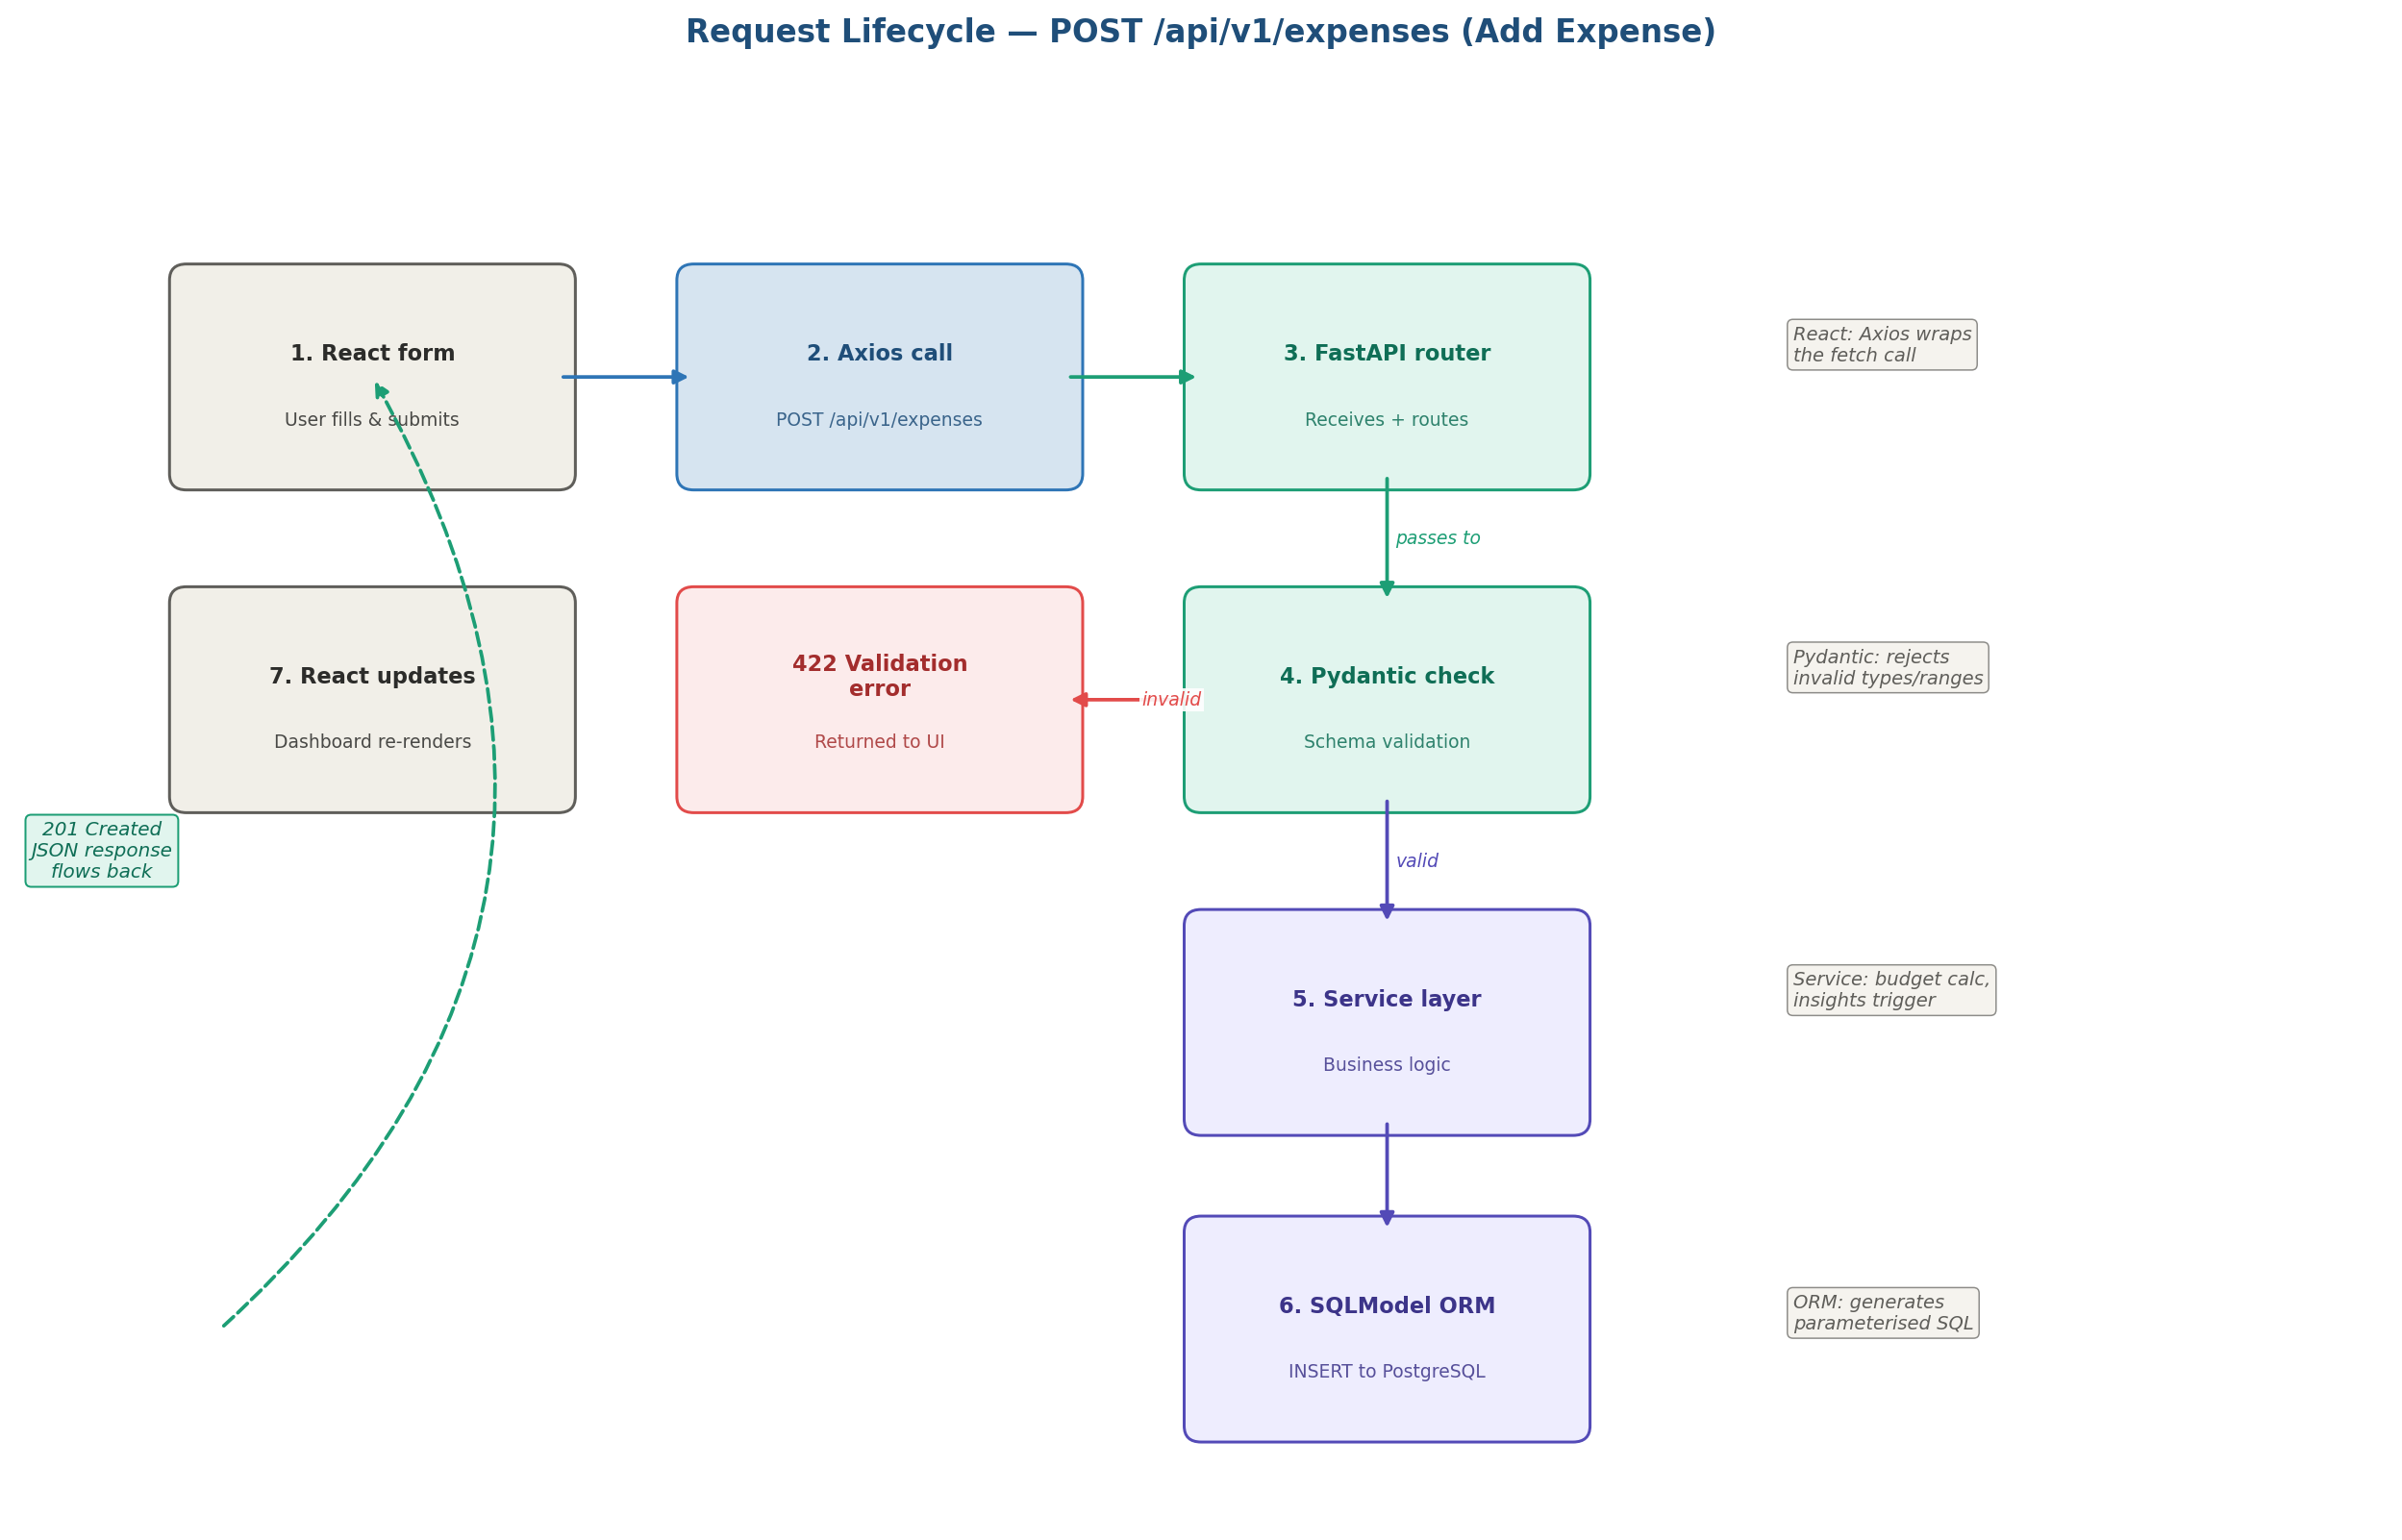 Request Lifecycle — POST /api/v1/expenses (Add Expense)
1. React form
User fills & submits
2. Axios call
POST /api/v1/expenses
3. FastAPI router
Receives + routes
React: Axios wraps
the fetch call
passes to
7. React updates
Dashboard re-renders
422 Validation
error
Returned to UI
invalid
4. Pydantic check
Schema validation
Pydantic: rejects
invalid types/ranges
201 Created
JSON response
flows back
valid
5. Service layer
Business logic
Service: budget calc,
insights trigger
6. SQLModel ORM
INSERT to PostgreSQL
ORM: generates
parameterised SQL